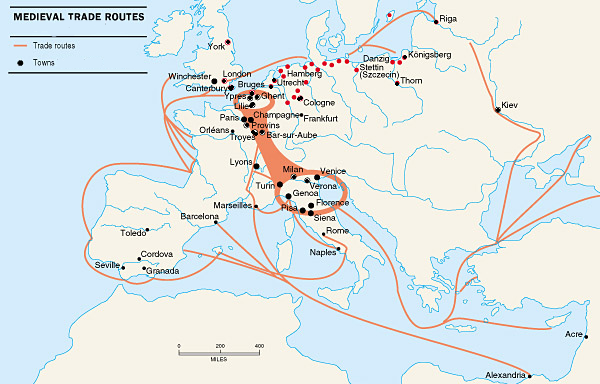 MEDIEVAL TRADE ROUTES
Trade routes
Towns
Riga
York
Danzig
Königsberg
Stettin
(Szczecin)
Thorn
Winchester
London
Canterbury
Bruges
Hamberg
Utrecht
Ypres
Ghent
Lille
Cologne
Kiev
Paris
Champagne
Frankfurt
Provins
Orléans
Troyes
Bar-sur-Aube
Lyons
Milan
Venice
Turin
Verona
Genoa
Marseilles
Florence
Pisa
Siena
Barcelona
Rome
Toledo
Naples
Cordova
Seville
Granada
Acre
Alexandria
0
200
400
MILES